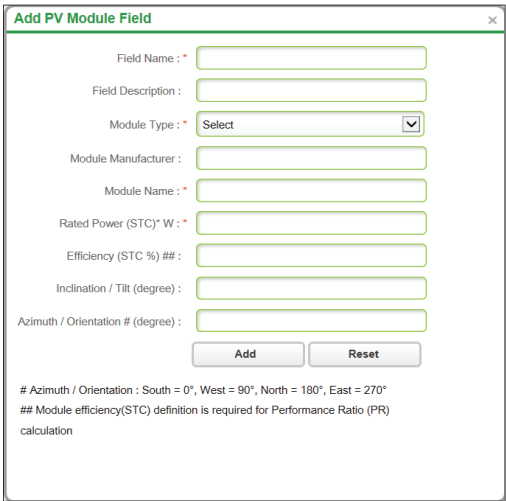 Add PV Module Field ×
Field Name : *
Field Description :
Module Type : * Select
Module Manufacturer :
Module Name : *
Rated Power (STC)* W : *
Efficiency (STC %) ## :
Inclination / Tilt (degree) :
Azimuth / Orientation # (degree) :
Add Reset
# Azimuth / Orientation : South = 0°, West = 90°, North = 180°, East = 270°
## Module efficiency(STC) definition is required for Performance Ratio (PR)
calculation